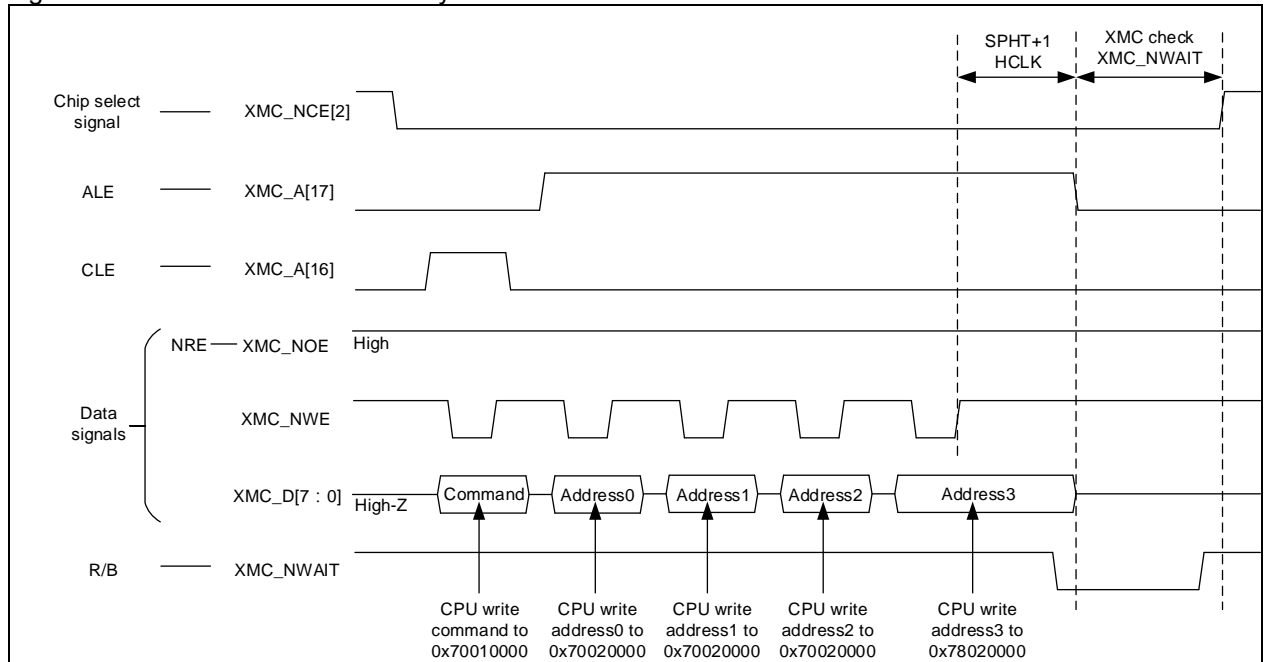 SPHT+1
HCLK
XMC check
XMC_NWAIT
Chip select
signal
XMC_NCE[2]
ALE
XMC_A[17]
CLE
XMC_A[16]
NRE
XMC_NOE
High
Data
signals
XMC_NWE
XMC_D[7 : 0]
High-Z
Command
Address0
Address1
Address2
Address3
R/B
XMC_NWAIT
CPU write
command to
0x70010000
CPU write
address0 to
0x70020000
CPU write
address1 to
0x70020000
CPU write
address2 to
0x70020000
CPU write
address3 to
0x78020000